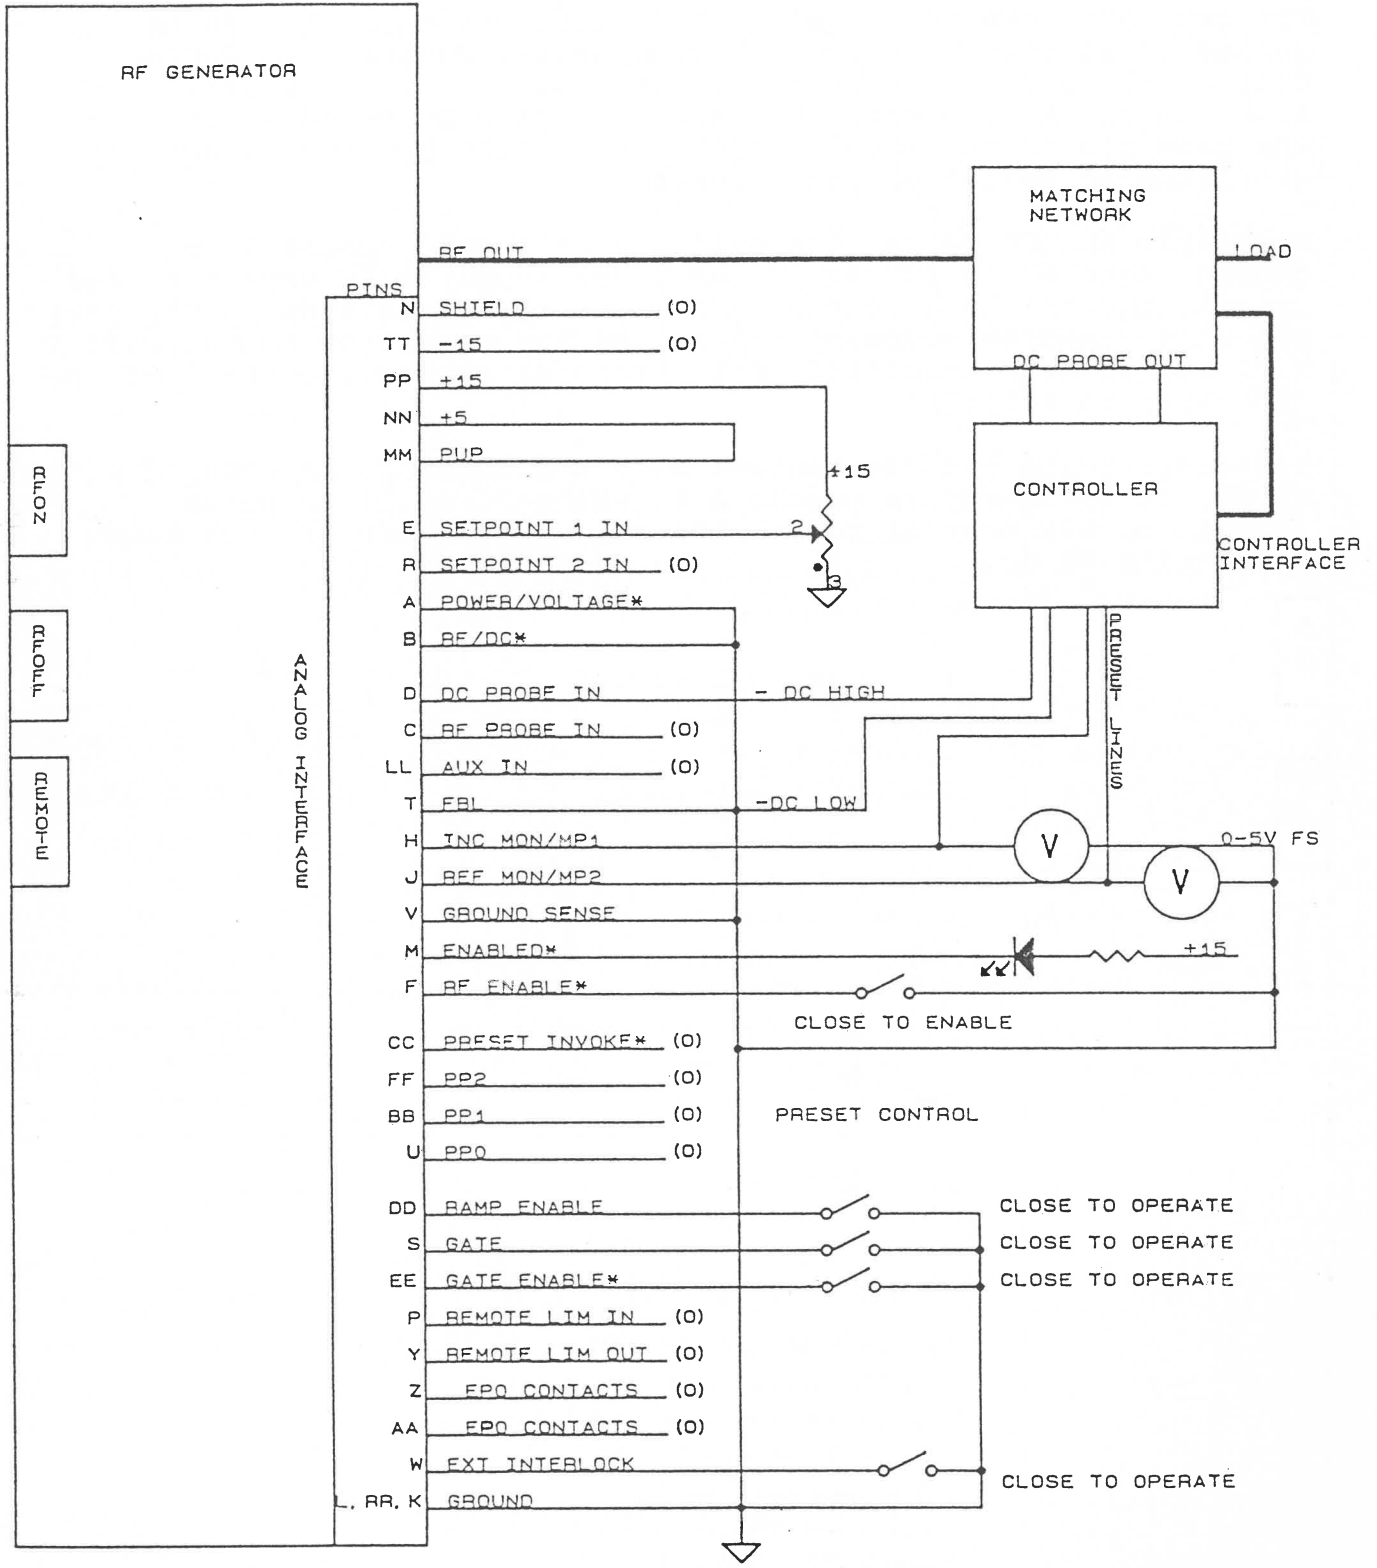 RF GENERATOR
MATCHING
NETWORK
RF OUT
LOAD
PINS
N SHIELD (O)
TT -15 (O)
DC PROBE OUT
PP +15
NN +5
MM PUP
+15
CONTROLLER
RFON
E SETPOINT 1 IN 2
CONTROLLER
INTERFACE
R SETPOINT 2 IN (O)
3
A POWER/VOLTAGE*
B RF/DC*
RFOFF
PRESET LINES
ANALOG INTERFACE
D DC PROBE IN - DC HIGH
C RF PROBE IN (O)
LL AUX IN (O)
REMOTE
T FBL -DC LOW
H INC MON/MP1 V 0-5V FS
J REF MON/MP2 V
V GROUND SENSE
M ENABLED* +15
F RF ENABLE*
CLOSE TO ENABLE
CC PRESET INVOKE* (O)
FF PP2 (O)
BB PP1 (O)
PRESET CONTROL
U PP0 (O)
DD RAMP ENABLE CLOSE TO OPERATE
S GATE CLOSE TO OPERATE
EE GATE ENABLE* CLOSE TO OPERATE
P REMOTE LIM IN (O)
Y REMOTE LIM OUT (O)
Z EPO CONTACTS (O)
AA EPO CONTACTS (O)
W EXT INTERLOCK
CLOSE TO OPERATE
L. RR. K GROUND